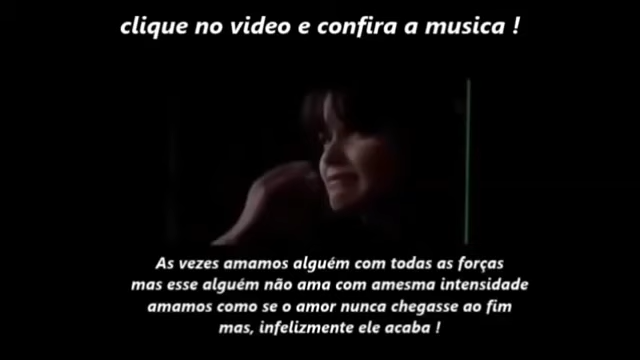 clique no video e confira a musica !
As vezes amamos alguém com todas as forças
mas esse alguém não ama com amesma intensidade
amamos como se o amor nunca chegasse ao fim
mas, infelizmente ele acaba !